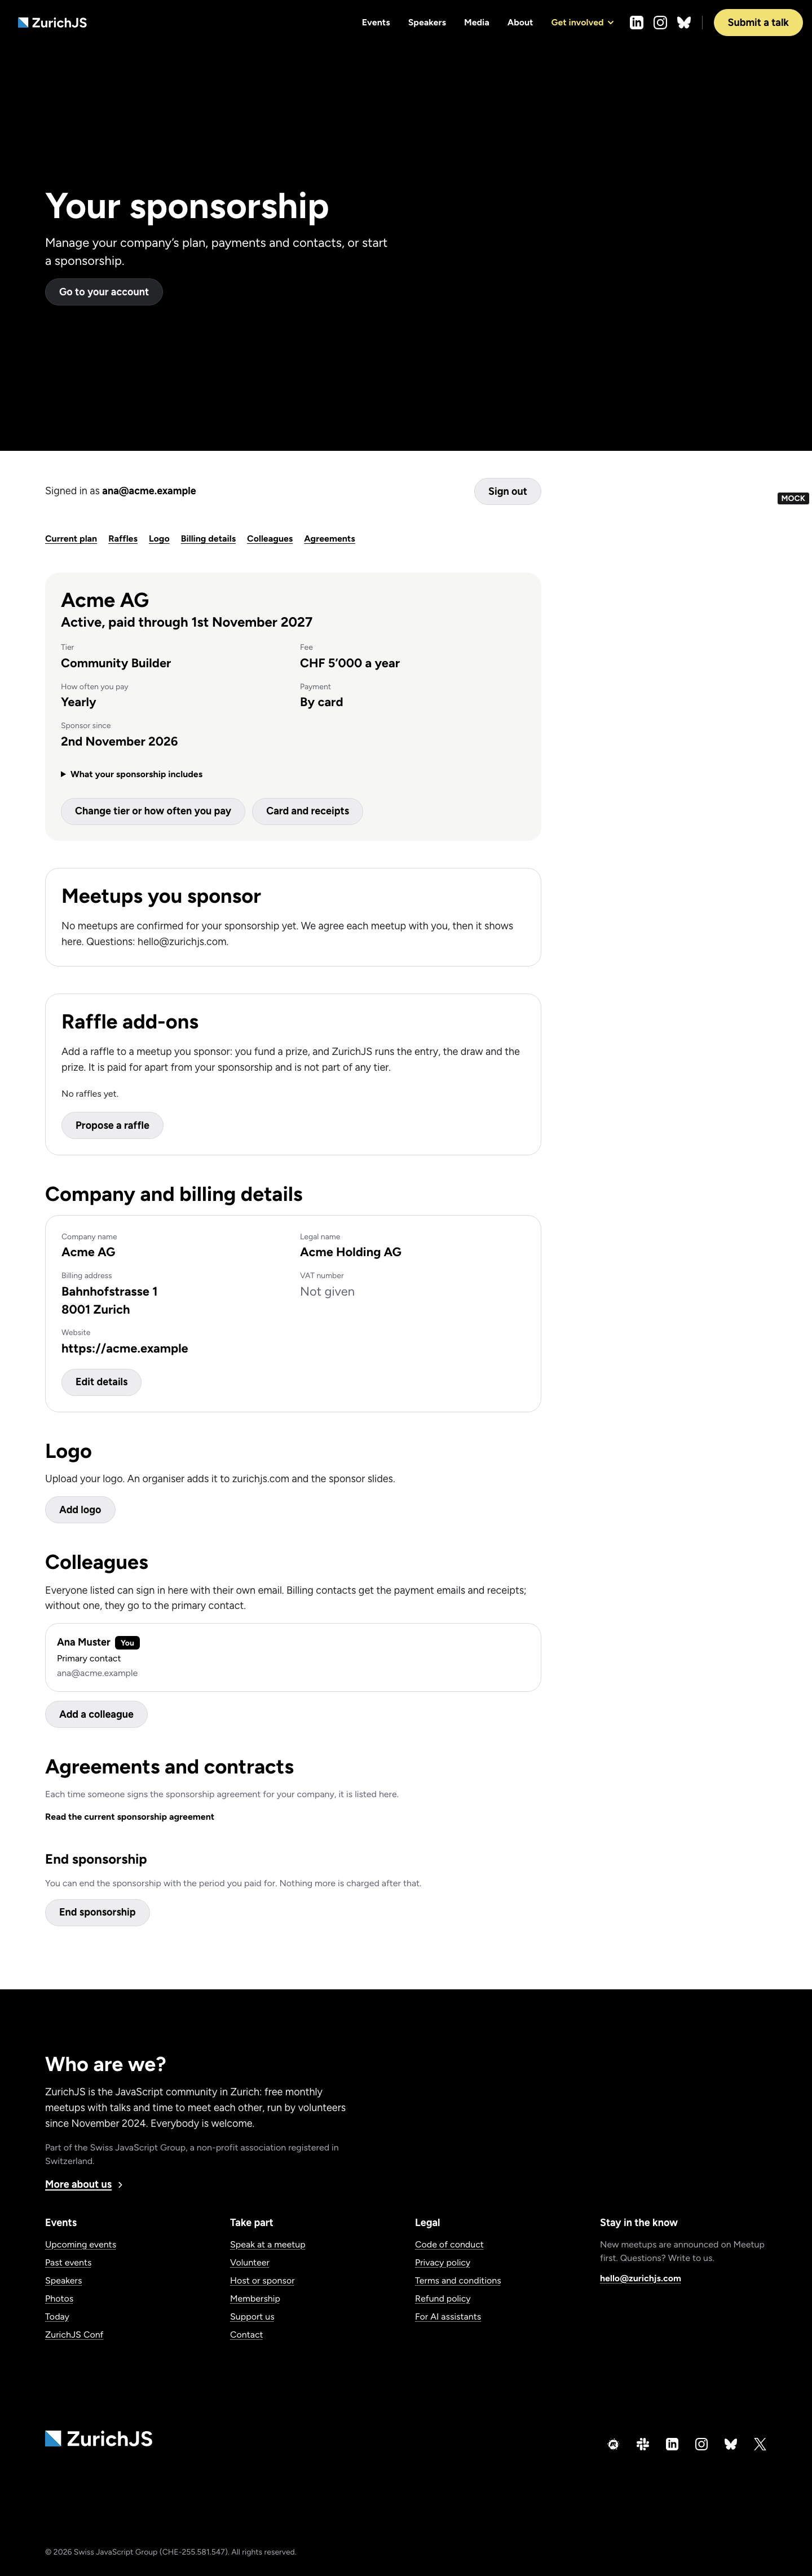 ZurichJS
Events
Speakers
Media
About
Get involved
Submit a talk
Your sponsorship
Manage your company’s plan, payments and contacts, or start
a sponsorship.
Go to your account
Signed in as ana@acme.example
Sign out
MOCK
Current plan
Raffles
Logo
Billing details
Colleagues
Agreements
Acme AG
Active, paid through 1st November 2027
Tier
Community Builder
Fee
CHF 5’000 a year
How often you pay
Yearly
Payment
By card
Sponsor since
2nd November 2026
What your sponsorship includes
Change tier or how often you pay
Card and receipts
Meetups you sponsor
No meetups are confirmed for your sponsorship yet. We agree each meetup with you, then it shows
here. Questions: hello@zurichjs.com.
Raffle add-ons
Add a raffle to a meetup you sponsor: you fund a prize, and ZurichJS runs the entry, the draw and the
prize. It is paid for apart from your sponsorship and is not part of any tier.
No raffles yet.
Propose a raffle
Company and billing details
Company name
Acme AG
Legal name
Acme Holding AG
Billing address
Bahnhofstrasse 1
8001 Zurich
VAT number
Not given
Website
https://acme.example
Edit details
Logo
Upload your logo. An organiser adds it to zurichjs.com and the sponsor slides.
Add logo
Colleagues
Everyone listed can sign in here with their own email. Billing contacts get the payment emails and receipts;
without one, they go to the primary contact.
Ana Muster You
Primary contact
ana@acme.example
Add a colleague
Agreements and contracts
Each time someone signs the sponsorship agreement for your company, it is listed here.
Read the current sponsorship agreement
End sponsorship
You can end the sponsorship with the period you paid for. Nothing more is charged after that.
End sponsorship
Who are we?
ZurichJS is the JavaScript community in Zurich: free monthly
meetups with talks and time to meet each other, run by volunteers
since November 2024. Everybody is welcome.
Part of the Swiss JavaScript Group, a non-profit association registered in
Switzerland.
More about us
Events
Upcoming events
Past events
Speakers
Photos
Today
ZurichJS Conf
Take part
Speak at a meetup
Volunteer
Host or sponsor
Membership
Support us
Contact
Legal
Code of conduct
Privacy policy
Terms and conditions
Refund policy
For AI assistants
Stay in the know
New meetups are announced on Meetup
first. Questions? Write to us.
hello@zurichjs.com
ZurichJS
© 2026 Swiss JavaScript Group (CHE-255.581.547). All rights reserved.